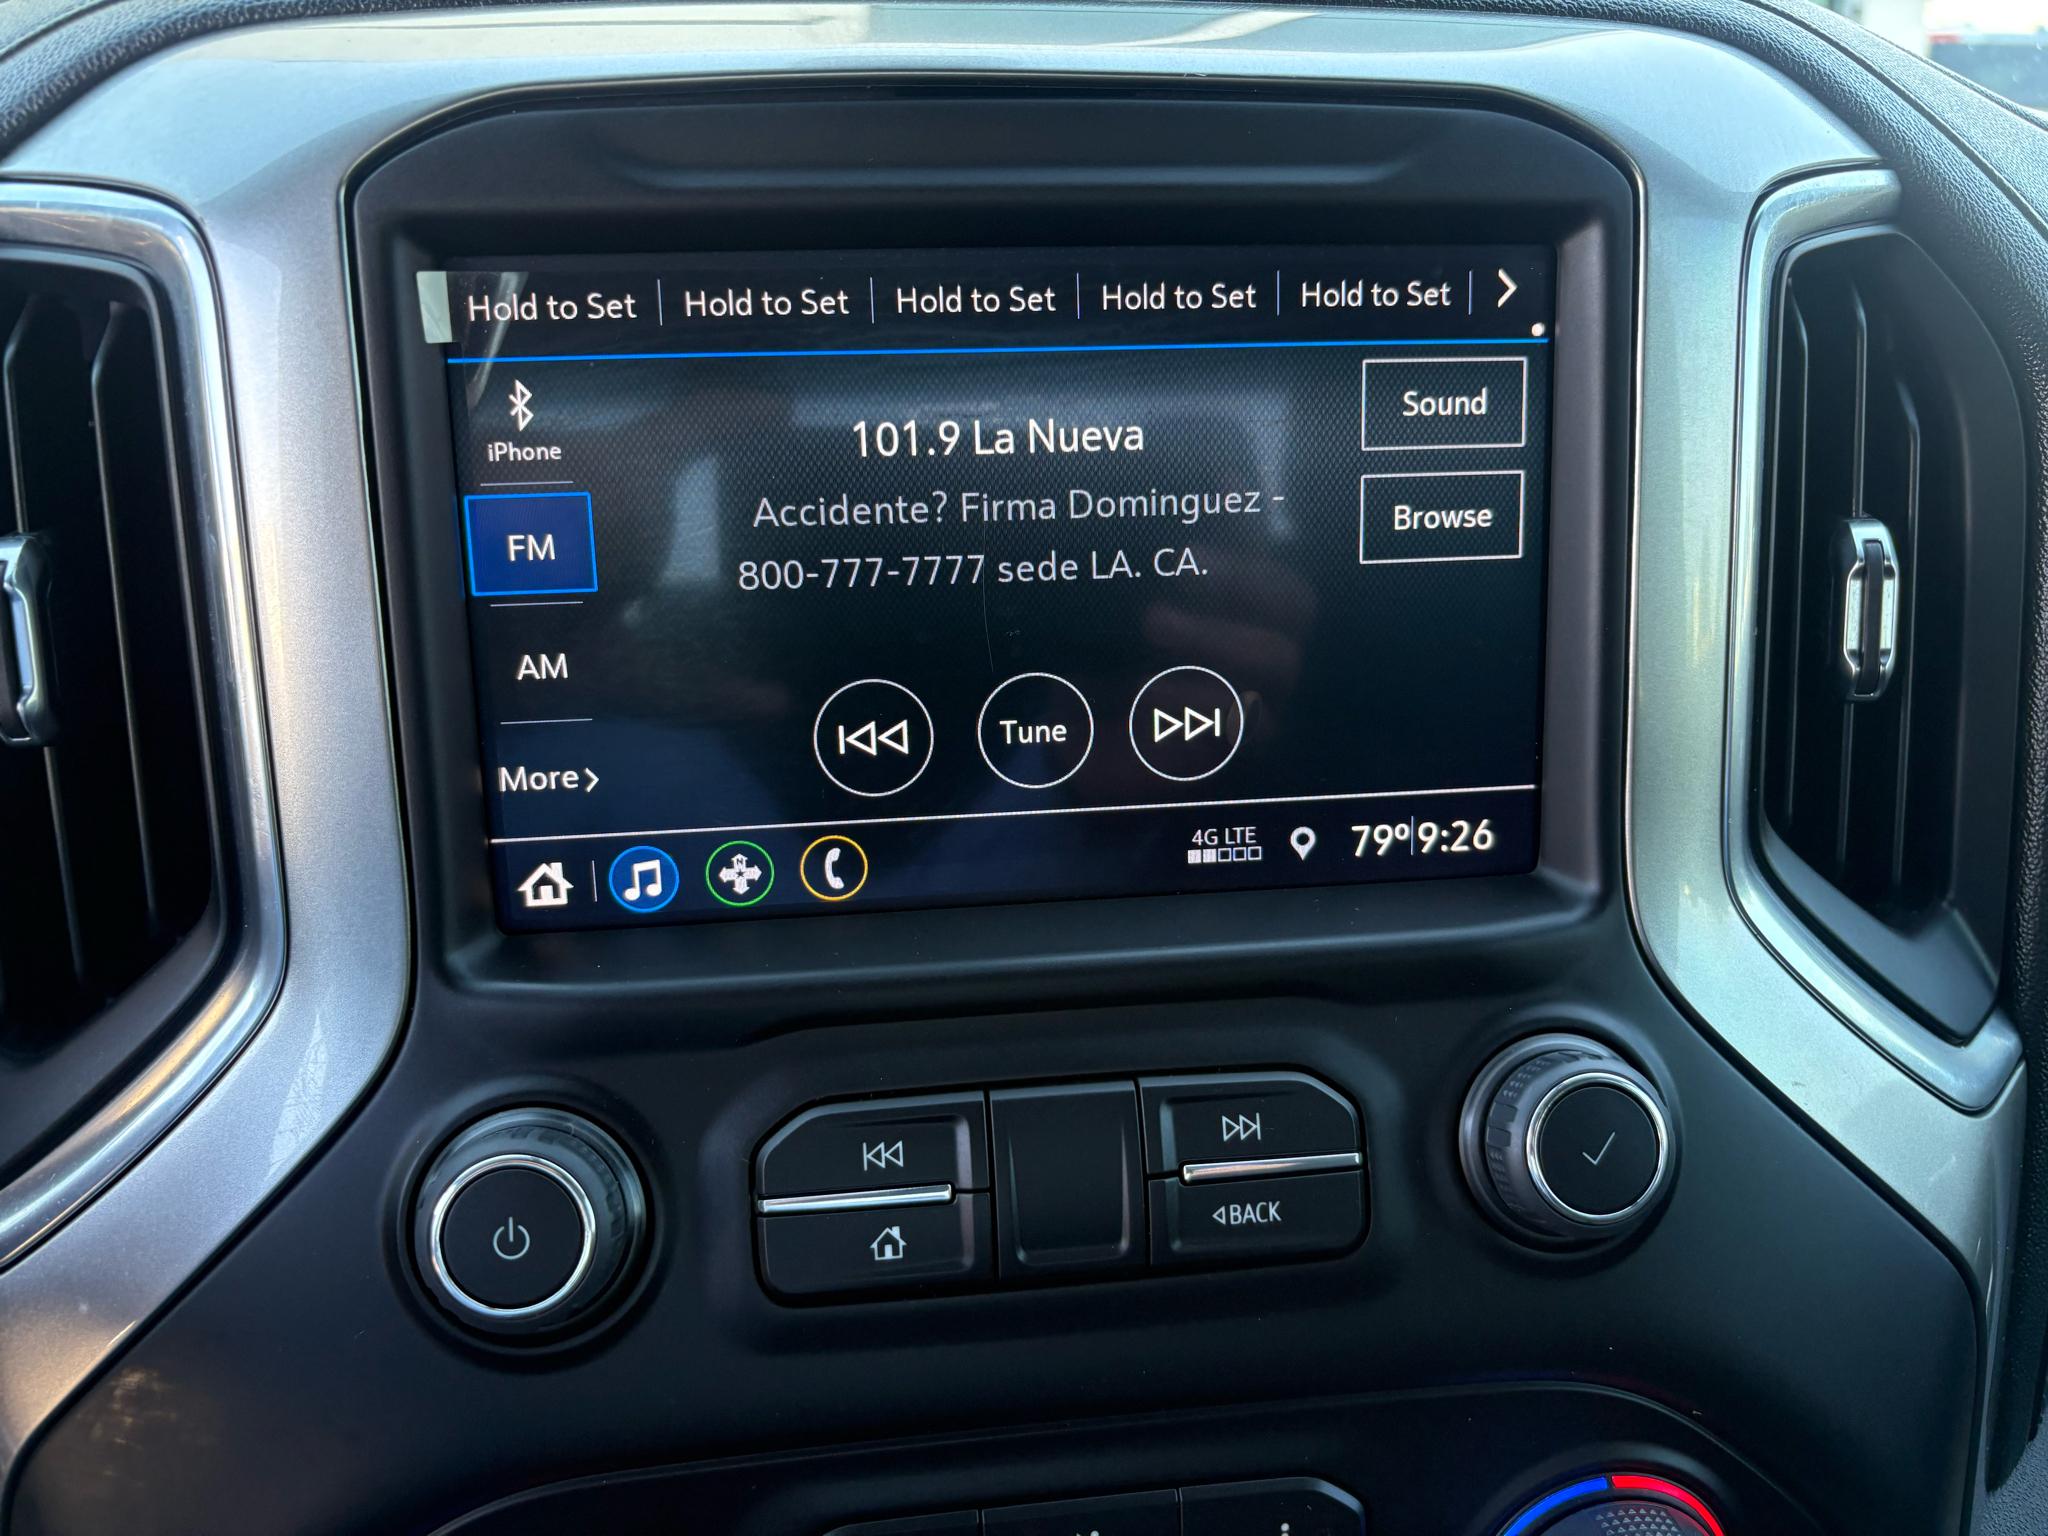 Hold to Set Hold to Set Hold to Set Hold to Set Hold to Set
iPhone
Sound
101.9 La Nueva
Accidente? Firma Dominguez -
800-777-7777 sede LA. CA.
Browse
FM
AM
Tune
More
4G LTE
79° 9:26
BACK